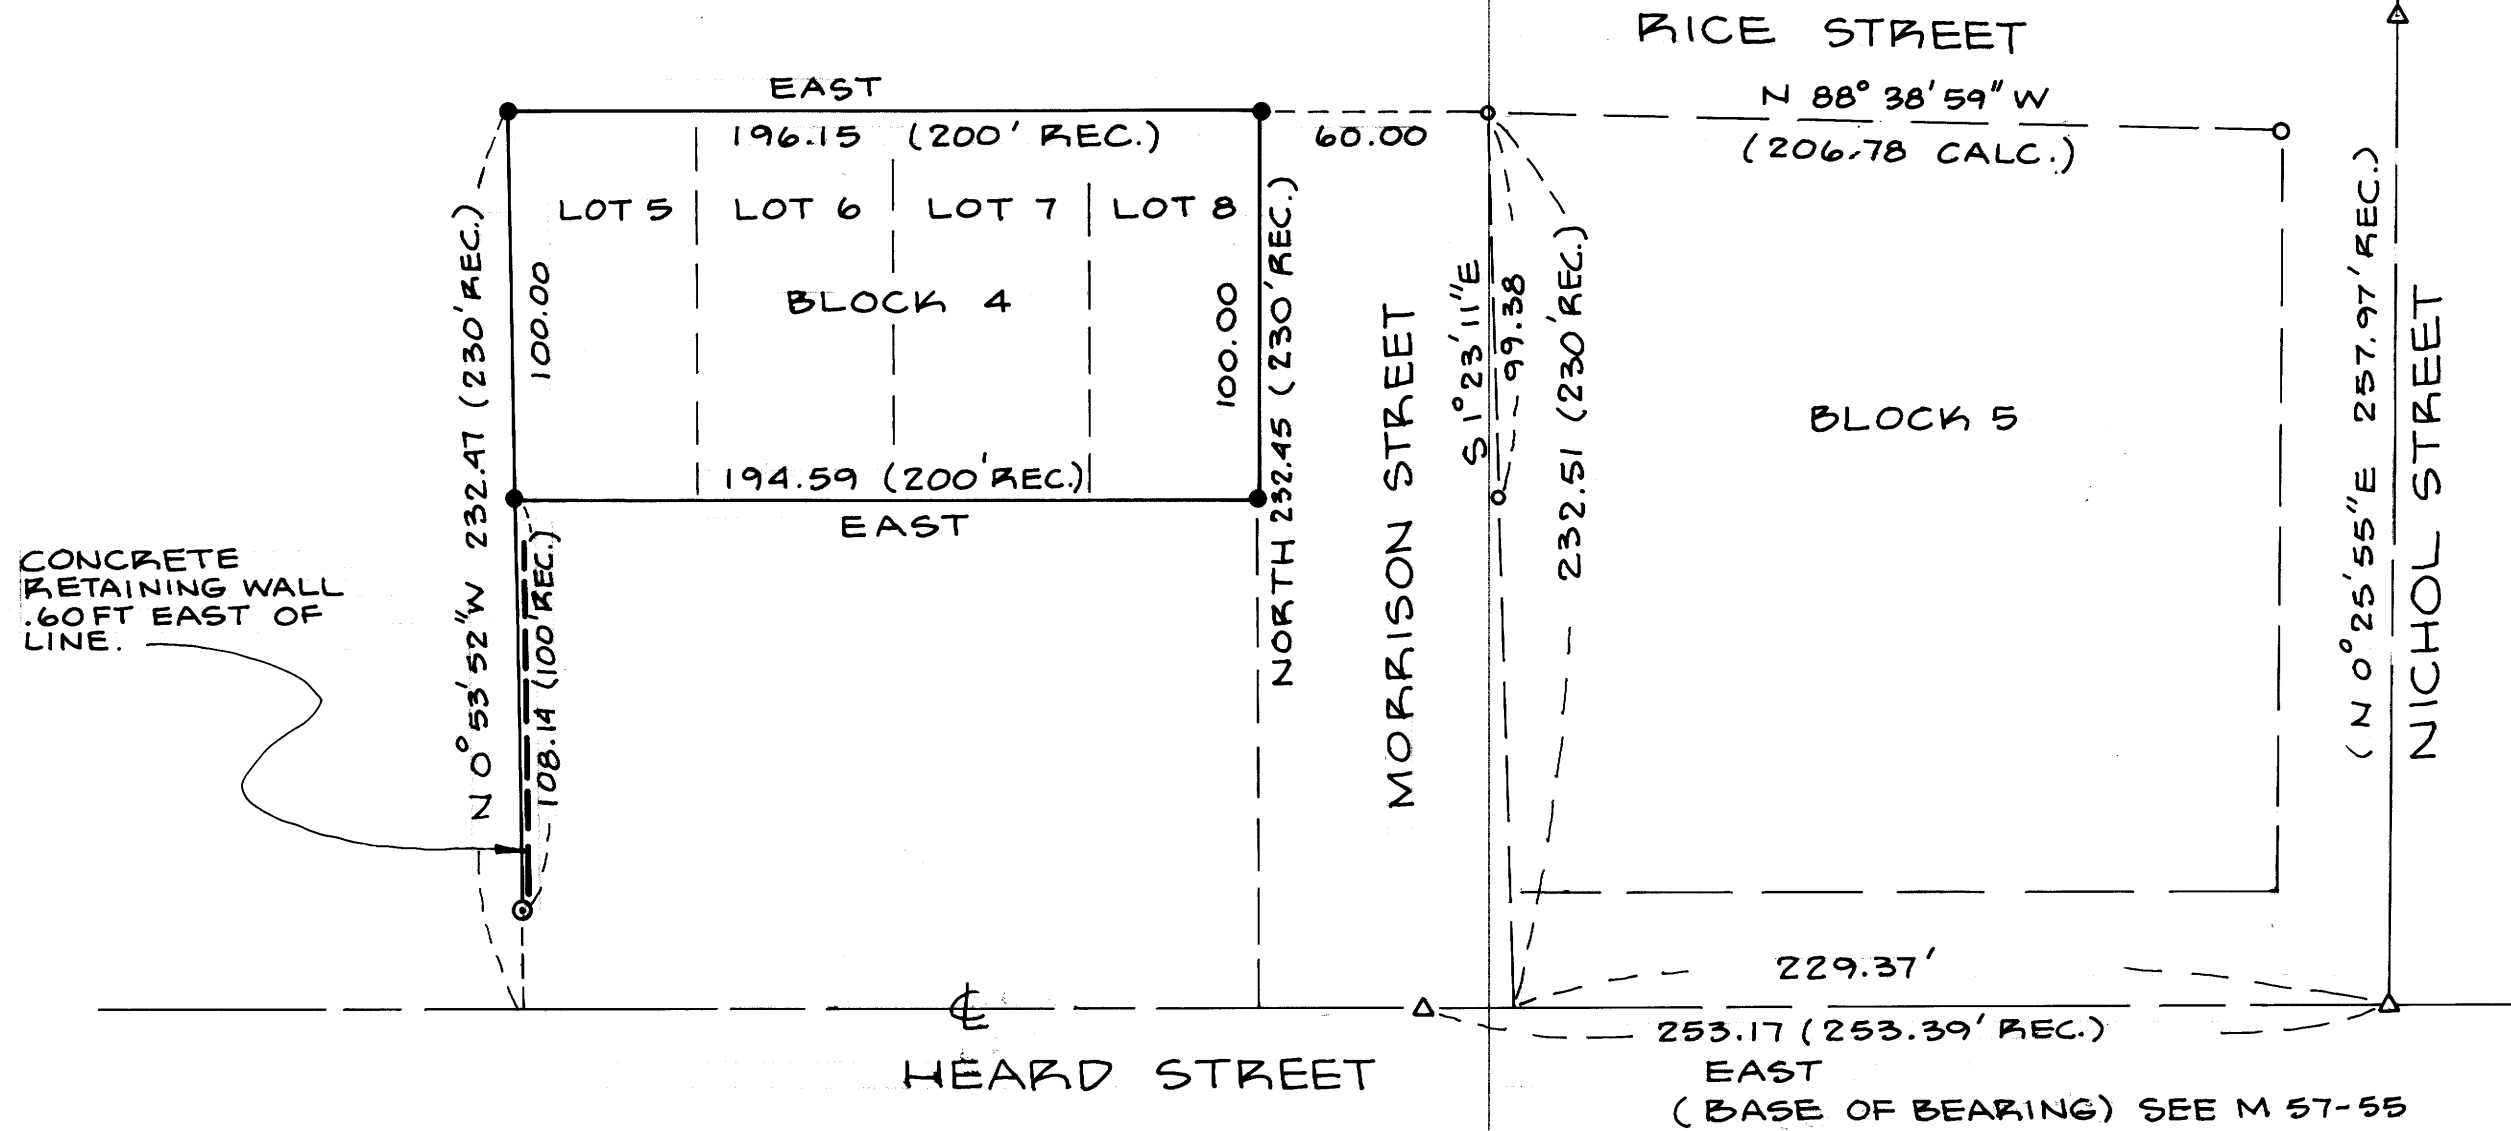 RICE STREET
EAST
N 88° 38' 59" W
196.15 (200' REC.)
60.00
(206.78 CALC.)
LOT 5
LOT 6
LOT 7
LOT 8
BLOCK 4
100.00
100.00
N 0° 53' 52" W 232.47 (230' REC.)
NORTH 232.45 (230' REC.)
194.59 (200' REC.)
EAST
108.14 (100' REC.)
CONCRETE
RETAINING WALL
.60FT EAST OF
LINE.
MORRISON STREET
S 1° 23' 11" E
99.38
232.51 (230' REC.)
BLOCK 5
(N 0° 25' 55" E 257.97' REC.)
NICHOL STREET
229.37'
℄
253.17 (253.39' REC.)
HEARD STREET
EAST
(BASE OF BEARING) SEE M 57-55